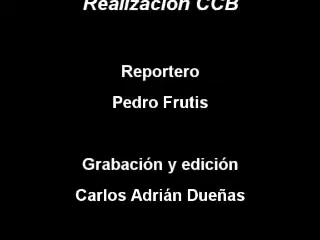 Realización CCB
Reportero
Pedro Frutis
Grabación y edición
Carlos Adrián Dueñas